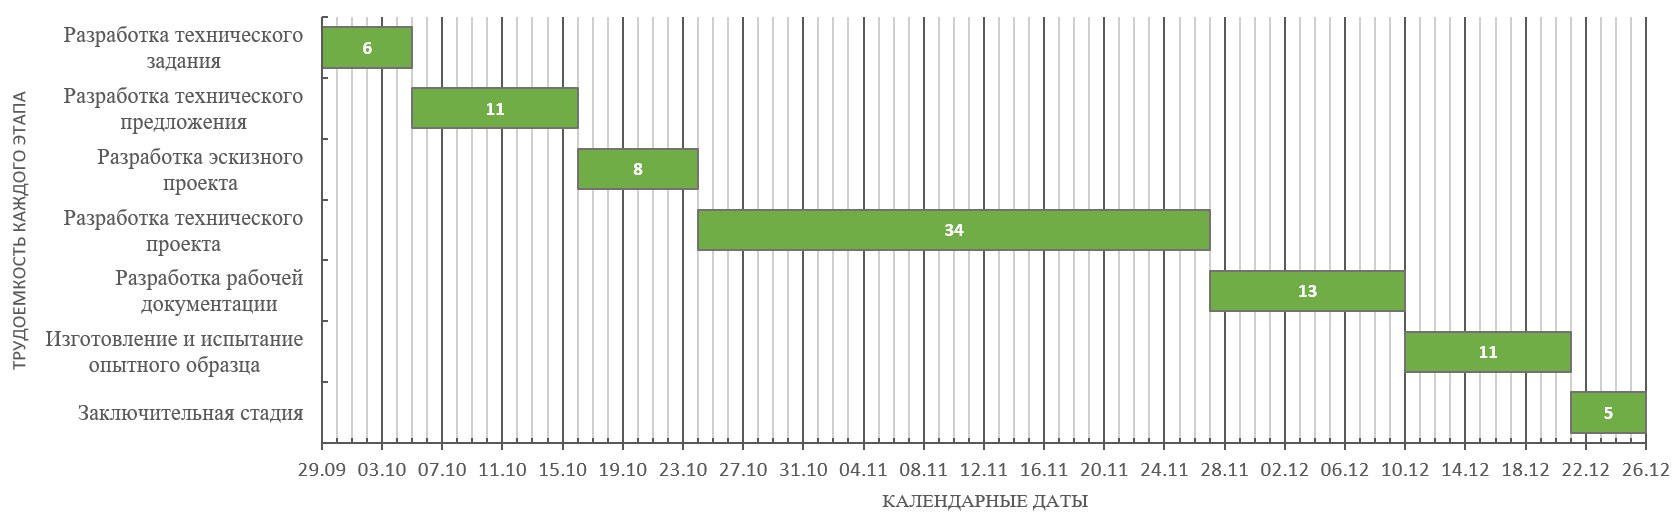 ТРУДОЕМКОСТЬ КАЖДОГО ЭТАПА
Разработка технического
задания
6
Разработка технического
предложения
11
Разработка эскизного
проекта
8
Разработка технического
проекта
34
Разработка рабочей
документации
13
Изготовление и испытание
опытного образца
11
Заключительная стадия
5
29.09 03.10 07.10 11.10 15.10 19.10 23.10 27.10 31.10 04.11 08.11 12.11 16.11 20.11 24.11 28.11 02.12 06.12 10.12 14.12 18.12 22.12 26.12
КАЛЕНДАРНЫЕ ДАТЫ